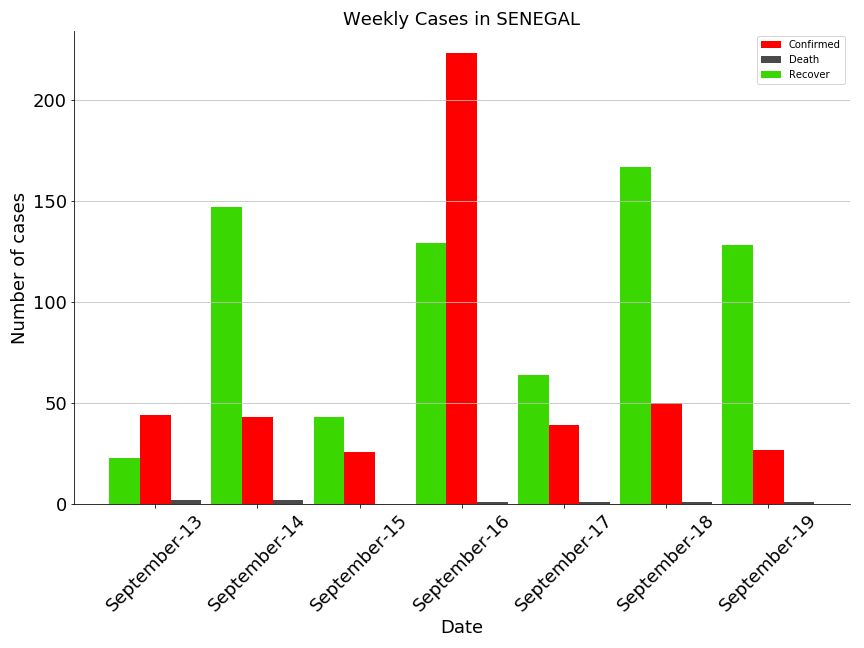 Weekly Cases in SENEGAL
Confirmed
Death
Recover
Number of cases
200
150
100
50
0
September-13
September-14
September-15
September-16
September-17
September-18
September-19
Date